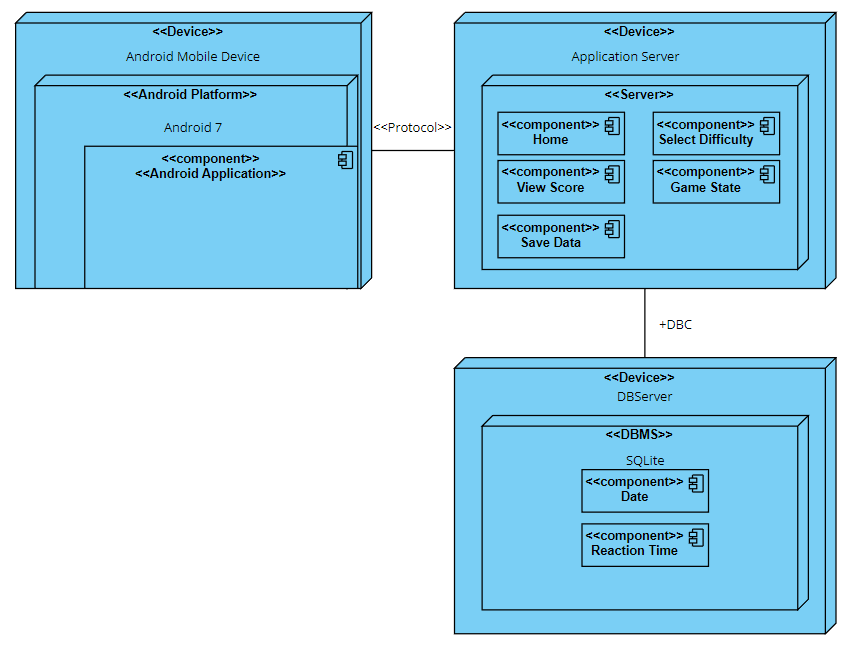 <<Device>>
Android Mobile Device
<<Android Platform>>
Android 7
<<component>>
<<Android Application>>
<<Protocol>>
<<Device>>
Application Server
<<Server>>
<<component>>
Home
<<component>>
Select Difficulty
<<component>>
View Score
<<component>>
Game State
<<component>>
Save Data
+DBC
<<Device>>
DBServer
<<DBMS>>
SQLite
<<component>>
Date
<<component>>
Reaction Time